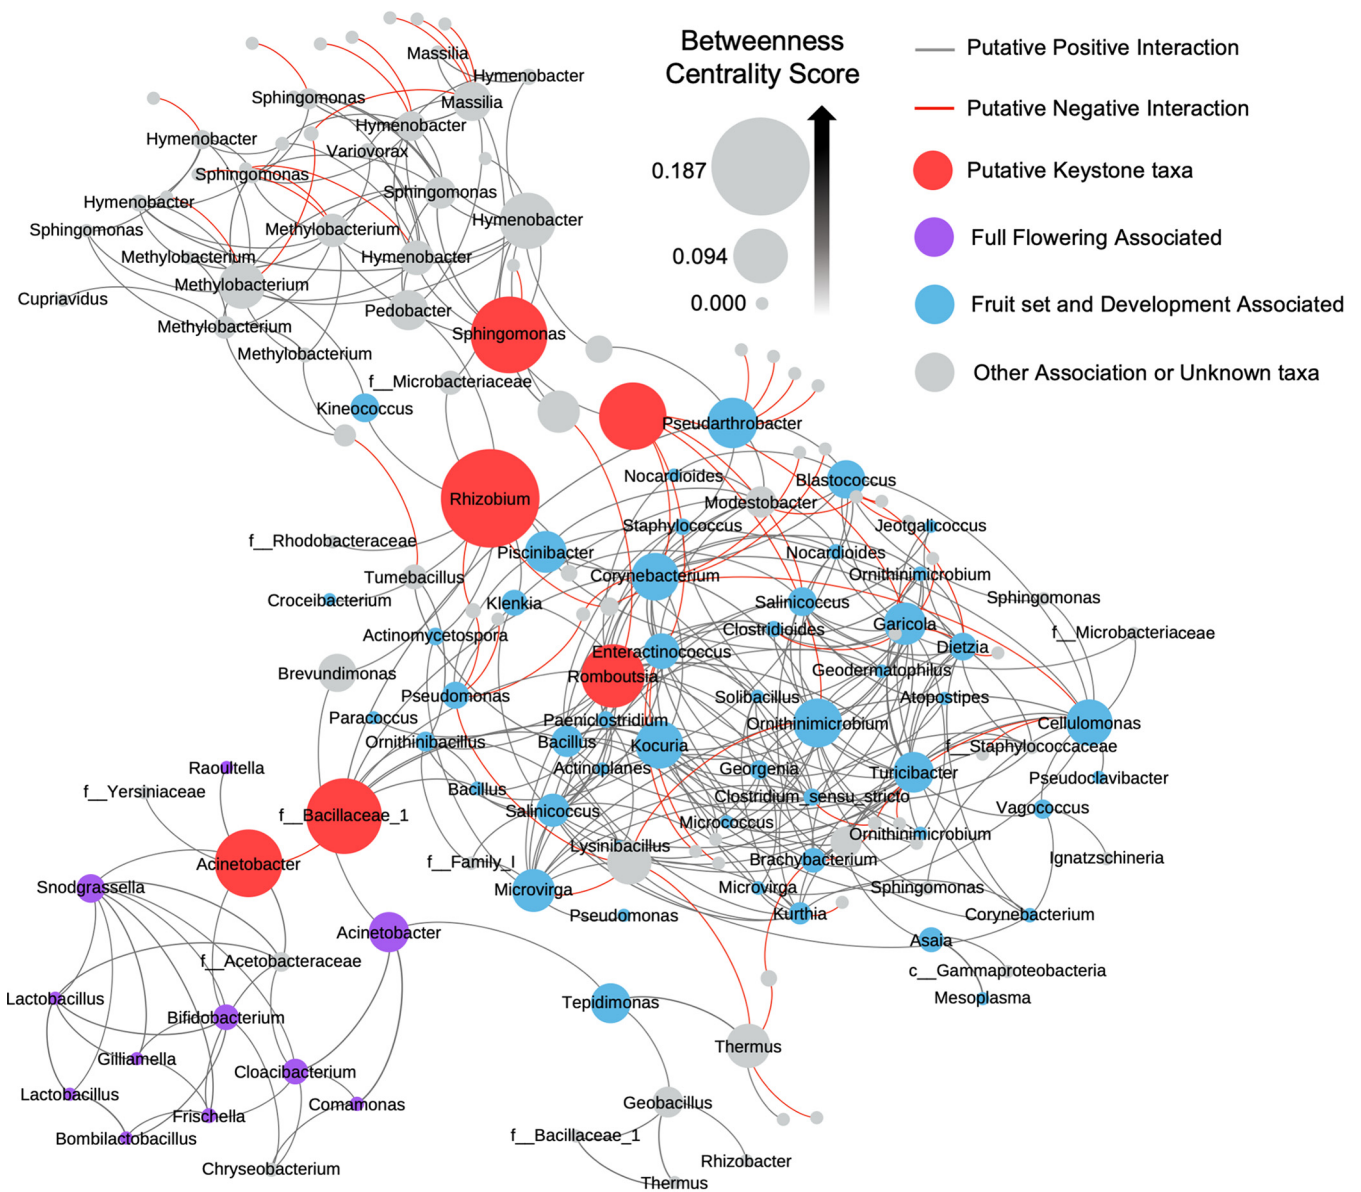 Betweenness
Centrality Score
0.187
0.094
0.000
Putative Positive Interaction
Putative Negative Interaction
Putative Keystone taxa
Full Flowering Associated
Fruit set and Development Associated
Other Association or Unknown taxa
Massilia
Hymenobacter
Sphingomonas
Massilia
Hymenobacter
Hymenobacter
Variovorax
Sphingomonas
Sphingomonas
Hymenobacter
Hymenobacter
Sphingomonas
Methylobacterium
Methylobacterium
Hymenobacter
Methylobacterium
Cupriavidus
Pedobacter
Methylobacterium
Sphingomonas
Methylobacterium
f__Microbacteriaceae
Kineococcus
Pseudarthrobacter
Nocardioides
Blastococcus
Rhizobium
Modestobacter
Staphylococcus
Jeotgalicoccus
f__Rhodobacteraceae
Piscinibacter
Nocardioides
Tumebacillus
Corynebacterium
Ornithinimicrobium
Croceibacterium
Klenkia
Salinicoccus
Sphingomonas
Actinomycetospora
Clostridioides
Garicola
f__Microbacteriaceae
Enteractinococcus
Dietzia
Brevundimonas
Romboutsia
Geodermatophilus
Pseudomonas
Solibacillus
Atopostipes
Paracoccus
Paeniclostridium
Ornithinimicrobium
Cellulomonas
Ornithinibacillus
Bacillus
Kocuria
f__Staphylococcaceae
Raoultella
Actinoplanes
Georgenia
Turicibacter
Pseudoclavibacter
f__Yersiniaceae
Bacillus
Clostridium_sensu_stricto
Vagococcus
f__Bacillaceae_1
Salinicoccus
Micrococcus
Ornithinimicrobium
Acinetobacter
f__Family_I
Lysinibacillus
Brachybacterium
Ignatzschineria
Snodgrassella
Microvirga
Microvirga
Sphingomonas
Pseudomonas
Kurthia
Corynebacterium
Acinetobacter
Asaia
f__Acetobacteraceae
c__Gammaproteobacteria
Lactobacillus
Tepidimonas
Mesoplasma
Bifidobacterium
Thermus
Gilliamella
Cloacibacterium
Lactobacillus
Comamonas
Geobacillus
Frischella
Bombilactobacillus
f__Bacillaceae_1
Chryseobacterium
Rhizobacter
Thermus